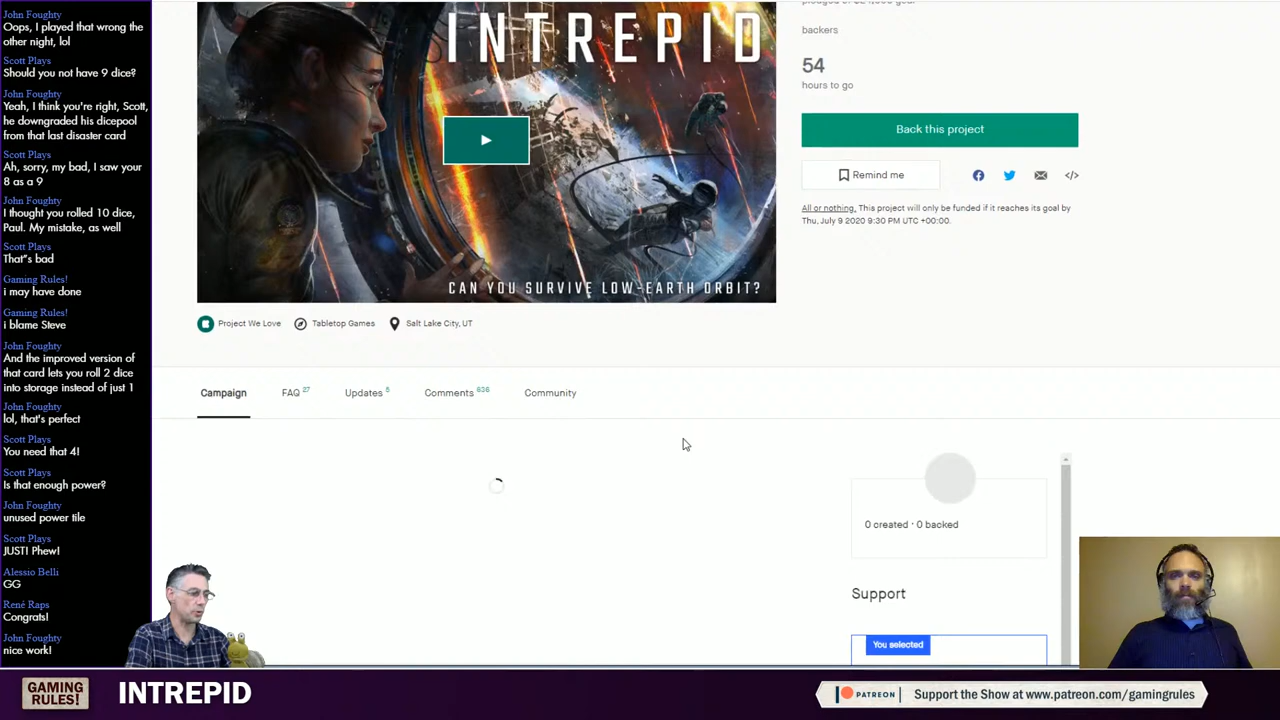 John Foughty
Oops, I played that wrong the
other night, lol
Scott Plays
Should you not have 9 dice?
John Foughty
Yeah, I think you're right, Scott,
he downgraded his dicepool
from that last disaster card
Scott Plays
Ah, sorry, my bad, I saw your
8 as a 9
John Foughty
I thought you rolled 10 dice,
Paul. My mistake, as well
Scott Plays
That"s bad
Gaming Rules!
i may have done
Gaming Rules!
i blame Steve
John Foughty
And the improved version of
that card lets you roll 2 dice
into storage instead of just 1
John Foughty
lol, that's perfect
Scott Plays
You need that 4!
Scott Plays
Is that enough power?
John Foughty
unused power tile
Scott Plays
JUST! Phew!
Alessio Belli
GG
René Raps
Congrats!
John Foughty
nice work!
INTREPID
CAN YOU SURVIVE LOW-EARTH ORBIT?
backers
54
hours to go
Back this project
Remind me
All or nothing. This project will only be funded if it reaches its goal by
Thu, July 9 2020 9:30 PM UTC +00:00.
Project We Love
Tabletop Games
Salt Lake City, UT
Campaign
FAQ 27
Updates
Comments 636
Community
0 created · 0 backed
Support
You selected
GAMING
RULES!
INTREPID
PATREON
Support the Show at www.patreon.com/gamingrules